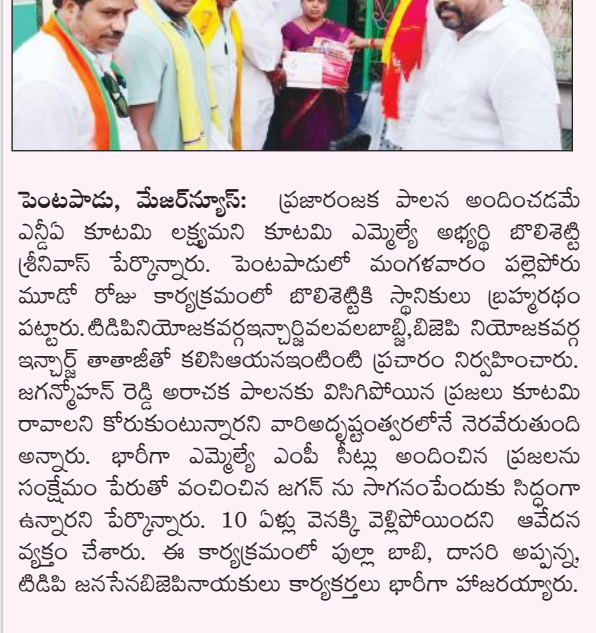 పెంటపాడు, మేజర్‌న్యూస్: ప్రజారంజక పాలన అందించడమే
ఎన్డీఏ కూటమి లక్ష్యమని కూటమి ఎమ్మెల్యే అభ్యర్థి బొలిశెట్టి
శ్రీనివాస్ పేర్కొన్నారు. పెంటపాడులో మంగళవారం పల్లెపోరు
మూడో రోజు కార్యక్రమంలో బొలిశెట్టికి స్థానికులు బ్రహ్మరథం
పట్టారు.టిడిపినియోజకవర్గఇన్చార్జివలవలబాబ్జి,బిజెపి నియోజకవర్గ
ఇన్చార్జ్ తాతాజీతో కలిసిఆయనఇంటింటి ప్రచారం నిర్వహించారు.
జగన్మోహన్ రెడ్డి అరాచక పాలనకు విసిగిపోయిన ప్రజలు కూటమి
రావాలని కోరుకుంటున్నారని వారిఅదృష్టంత్వరలోనే నెరవేరుతుంది
అన్నారు. భారీగా ఎమ్మెల్యే ఎంపీ సీట్లు అందించిన ప్రజలను
సంక్షేమం పేరుతో వంచించిన జగన్ ను సాగనంపేందుకు సిద్ధంగా
ఉన్నారని పేర్కొన్నారు. 10 ఏళ్లు వెనక్కి వెళ్లిపోయిందని ఆవేదన
వ్యక్తం చేశారు. ఈ కార్యక్రమంలో పుల్లా బాబి, దాసరి అప్పన్న,
టిడిపి జనసేనబిజెపినాయకులు కార్యకర్తలు భారీగా హాజరయ్యారు.